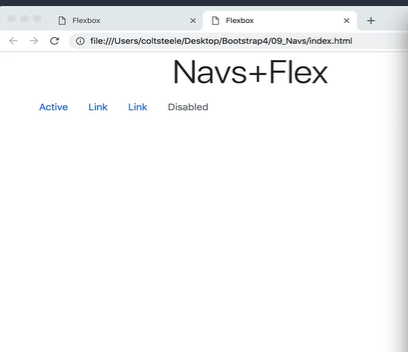 Flexbox
Flexbox
file:///Users/coltsteele/Desktop/Bootstrap4/09_Navs/index.html
Navs+Flex
Active Link Link Disabled